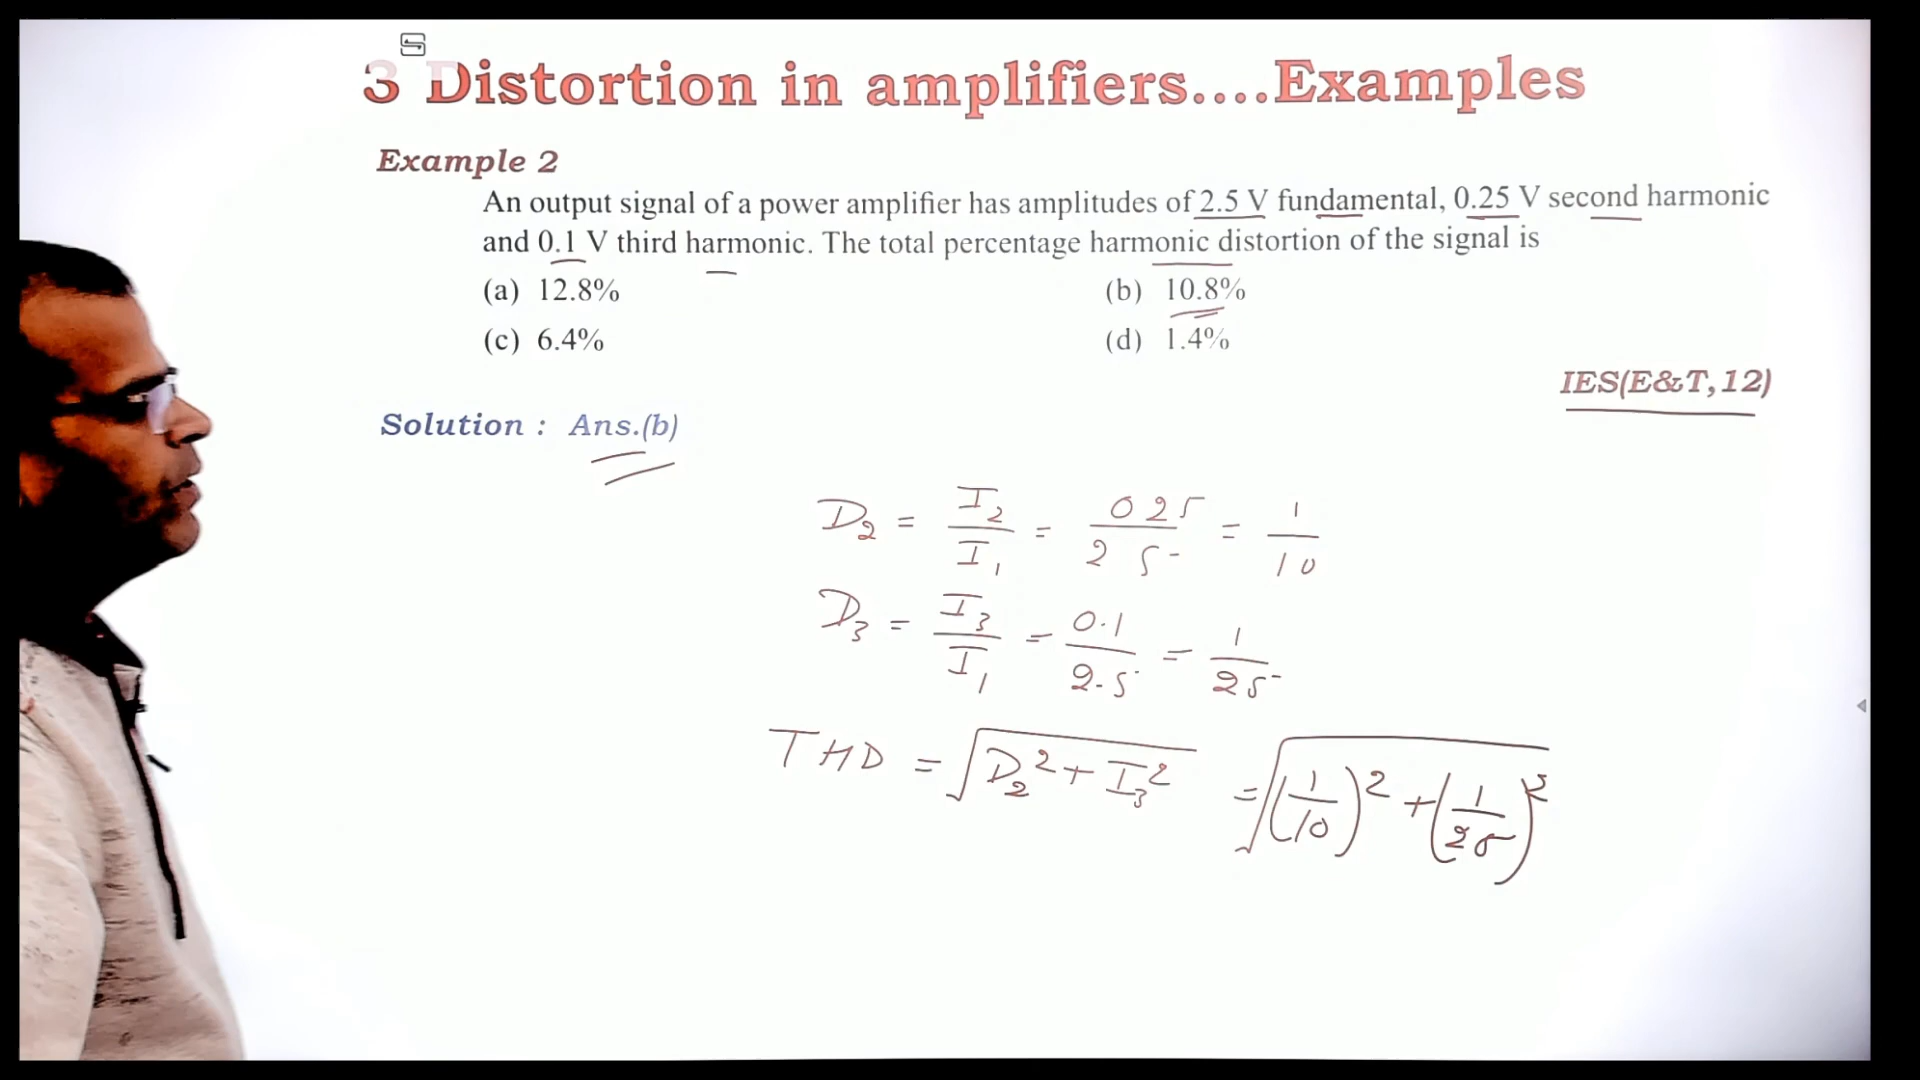 3 Distortion in amplifiers....Examples
Example 2
An output signal of a power amplifier has amplitudes of 2.5 V fundamental, 0.25 V second harmonic
and 0.1 V third harmonic. The total percentage harmonic distortion of the signal is
(a) 12.8% (b) 10.8%
(c) 6.4% (d) 1.4%
IES(E&T,12)
Solution : Ans.(b)
D₂ = I₂/I₁ = 0 25/2 5 = 1/10
D₃ = I₃/I₁ = 0.1/2.5 = 1/25
THD = √(D₂² + I₃²) = √((1/10)² + (1/25)²)